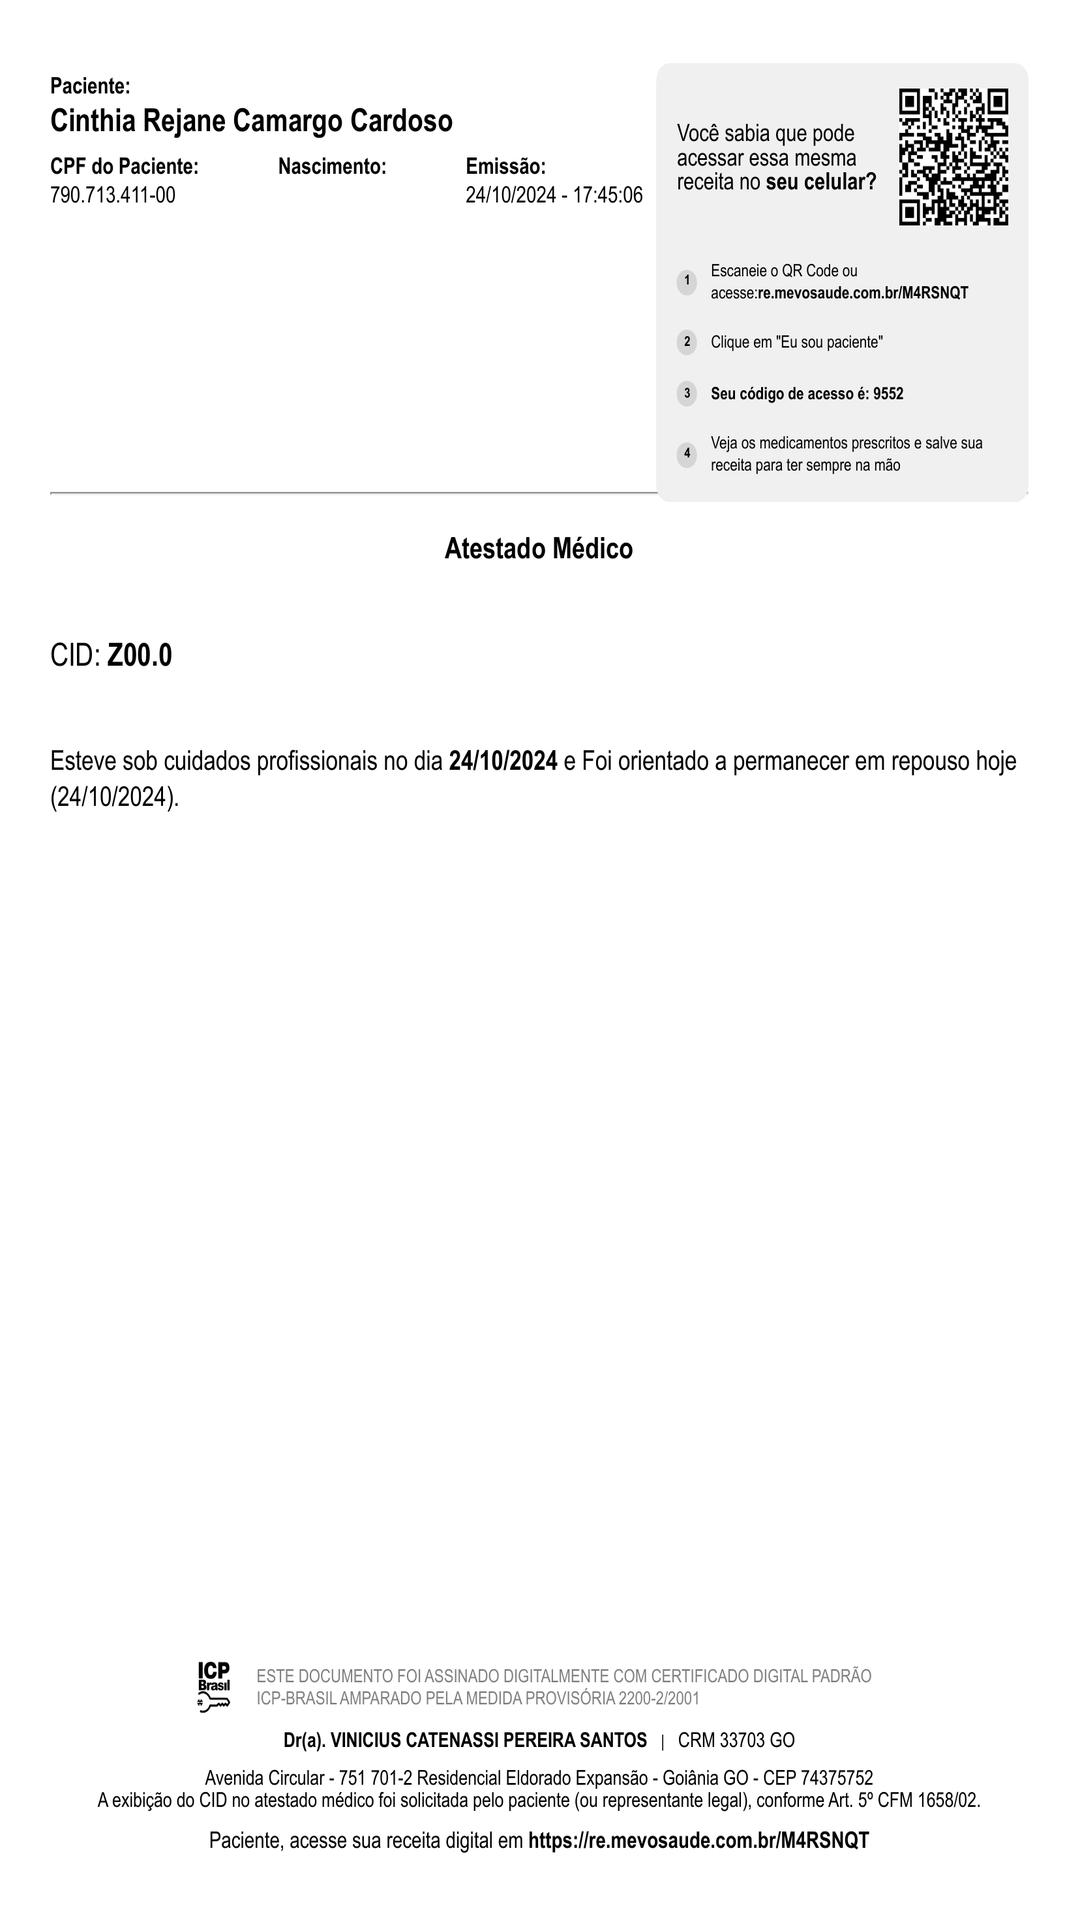 Paciente:
Cinthia Rejane Camargo Cardoso
CPF do Paciente: Nascimento: Emissão:
790.713.411-00 24/10/2024 - 17:45:06
Você sabia que pode
acessar essa mesma
receita no seu celular?
1 Escaneie o QR Code ou
acesse:re.mevosaude.com.br/M4RSNQT
2 Clique em "Eu sou paciente"
3 Seu código de acesso é: 9552
4 Veja os medicamentos prescritos e salve sua
receita para ter sempre na mão
Atestado Médico
CID: Z00.0
Esteve sob cuidados profissionais no dia 24/10/2024 e Foi orientado a permanecer em repouso hoje
(24/10/2024).
ICP
Brasil
ESTE DOCUMENTO FOI ASSINADO DIGITALMENTE COM CERTIFICADO DIGITAL PADRÃO
ICP-BRASIL AMPARADO PELA MEDIDA PROVISÓRIA 2200-2/2001
Dr(a). VINICIUS CATENASSI PEREIRA SANTOS | CRM 33703 GO
Avenida Circular - 751 701-2 Residencial Eldorado Expansão - Goiânia GO - CEP 74375752
A exibição do CID no atestado médico foi solicitada pelo paciente (ou representante legal), conforme Art. 5º CFM 1658/02.
Paciente, acesse sua receita digital em https://re.mevosaude.com.br/M4RSNQT